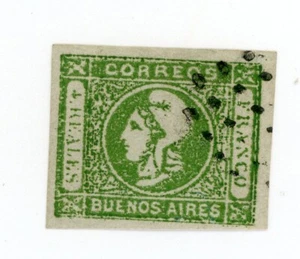 CORREOS
4 REALES
FRANCO
BUENOS AIRES